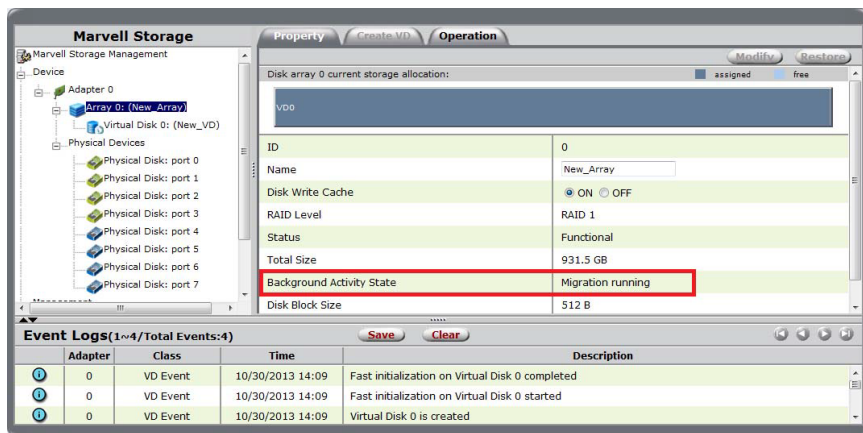 Marvell Storage
Property
Create VD
Operation
Modify
Restore
Marvell Storage Management
Device
Adapter 0
Array 0: (New_Array)
Virtual Disk 0: (New_VD)
Physical Devices
Physical Disk: port 0
Physical Disk: port 1
Physical Disk: port 2
Physical Disk: port 3
Physical Disk: port 4
Physical Disk: port 5
Physical Disk: port 6
Physical Disk: port 7
Disk array 0 current storage allocation:
assigned
free
VD0
ID 0
Name New_Array
Disk Write Cache ON OFF
RAID Level RAID 1
Status Functional
Total Size 931.5 GB
Background Activity State Migration running
Disk Block Size 512 B
Event Logs(1~4/Total Events:4)
Save
Clear
Adapter Class Time Description
0 VD Event 10/30/2013 14:09 Fast initialization on Virtual Disk 0 completed
0 VD Event 10/30/2013 14:09 Fast initialization on Virtual Disk 0 started
0 VD Event 10/30/2013 14:09 Virtual Disk 0 is created